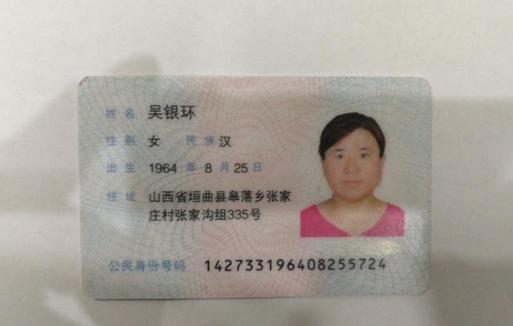 姓名 吴银环
性别 女 民族 汉
出生 1964 年 8 月 25 日
住址 山西省垣曲县皋落乡张家
庄村张家沟组335号
公民身份号码 142733196408255724